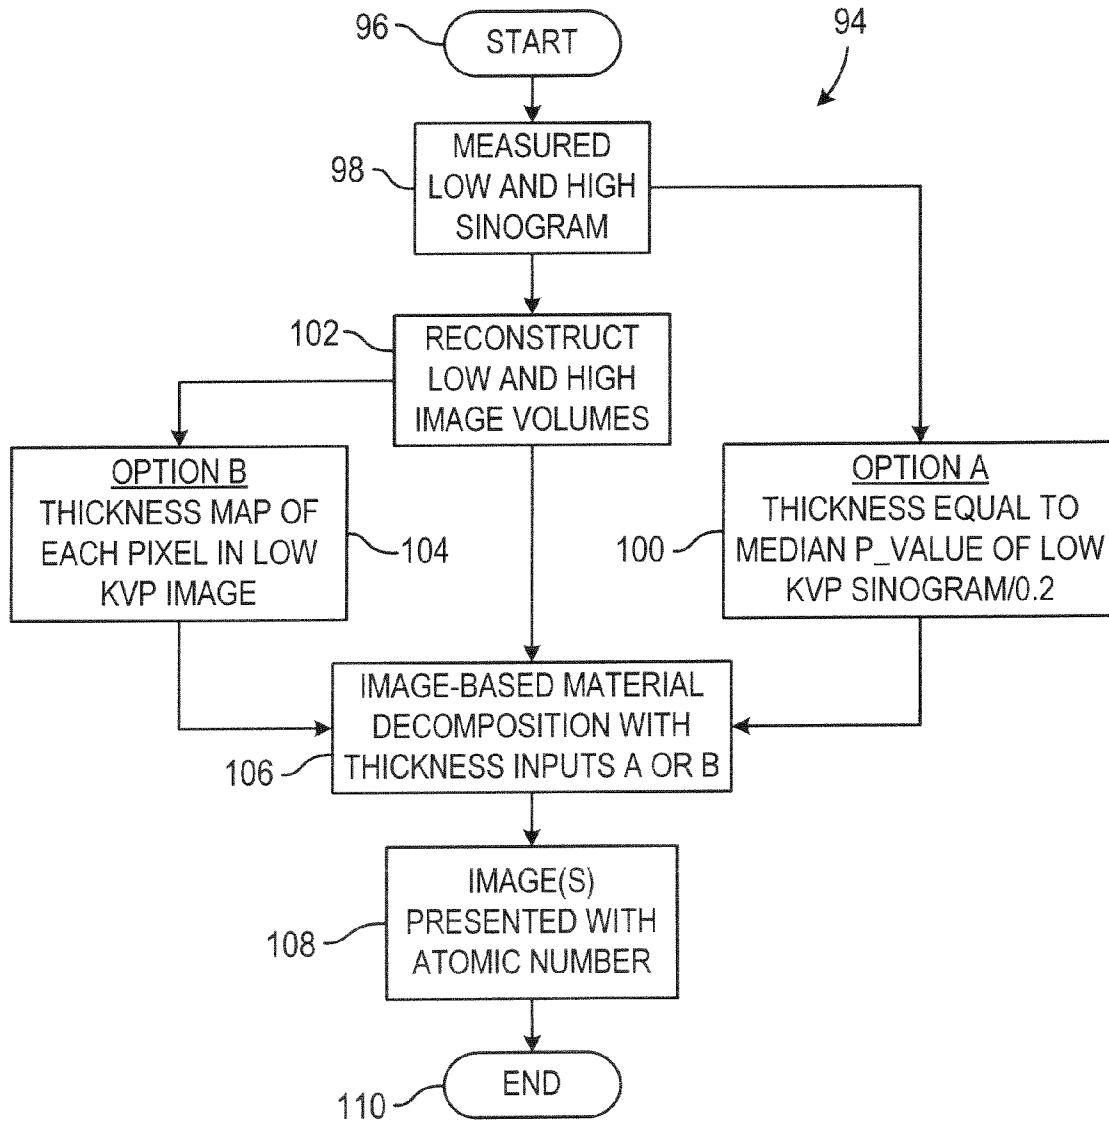 96
START
94
98
MEASURED
LOW AND HIGH
SINOGRAM
102
RECONSTRUCT
LOW AND HIGH
IMAGE VOLUMES
OPTION B
THICKNESS MAP OF
EACH PIXEL IN LOW
KVP IMAGE
104
100
OPTION A
THICKNESS EQUAL TO
MEDIAN P_VALUE OF LOW
KVP SINOGRAM/0.2
106
IMAGE-BASED MATERIAL
DECOMPOSITION WITH
THICKNESS INPUTS A OR B
108
IMAGE(S)
PRESENTED WITH
ATOMIC NUMBER
110
END